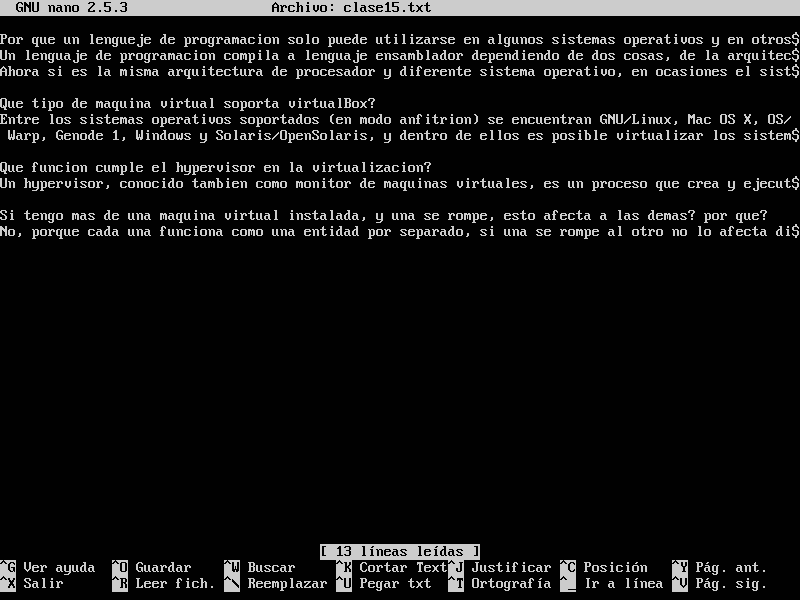 GNU nano 2.5.3 Archivo: clase15.txt
Por que un lengueje de programacion solo puede utilizarse en algunos sistemas operativos y en otros$
Un lenguaje de programacion compila a lenguaje ensamblador dependiendo de dos cosas, de la arquitec$
Ahora si es la misma arquitectura de procesador y diferente sistema operativo, en ocasiones el sist$
Que tipo de maquina virtual soporta virtualBox?
Entre los sistemas operativos soportados (en modo anfitrion) se encuentran GNU/Linux, Mac OS X, OS/
Warp, Genode 1, Windows y Solaris/OpenSolaris, y dentro de ellos es posible virtualizar los sistem$
Que funcion cumple el hypervisor en la virtualizacion?
Un hypervisor, conocido tambien como monitor de maquinas virtuales, es un proceso que crea y ejecut$
Si tengo mas de una maquina virtual instalada, y una se rompe, esto afecta a las demas? por que?
No, porque cada una funciona como una entidad por separado, si una se rompe al otro no lo afecta di$
[ 13 líneas leídas ]
^G Ver ayuda ^O Guardar ^W Buscar ^K Cortar Text^J Justificar ^C Posición ^Y Pág. ant.
^X Salir ^R Leer fich. ^\ Reemplazar ^U Pegar txt ^T Ortografía ^_ Ir a línea ^V Pág. sig.